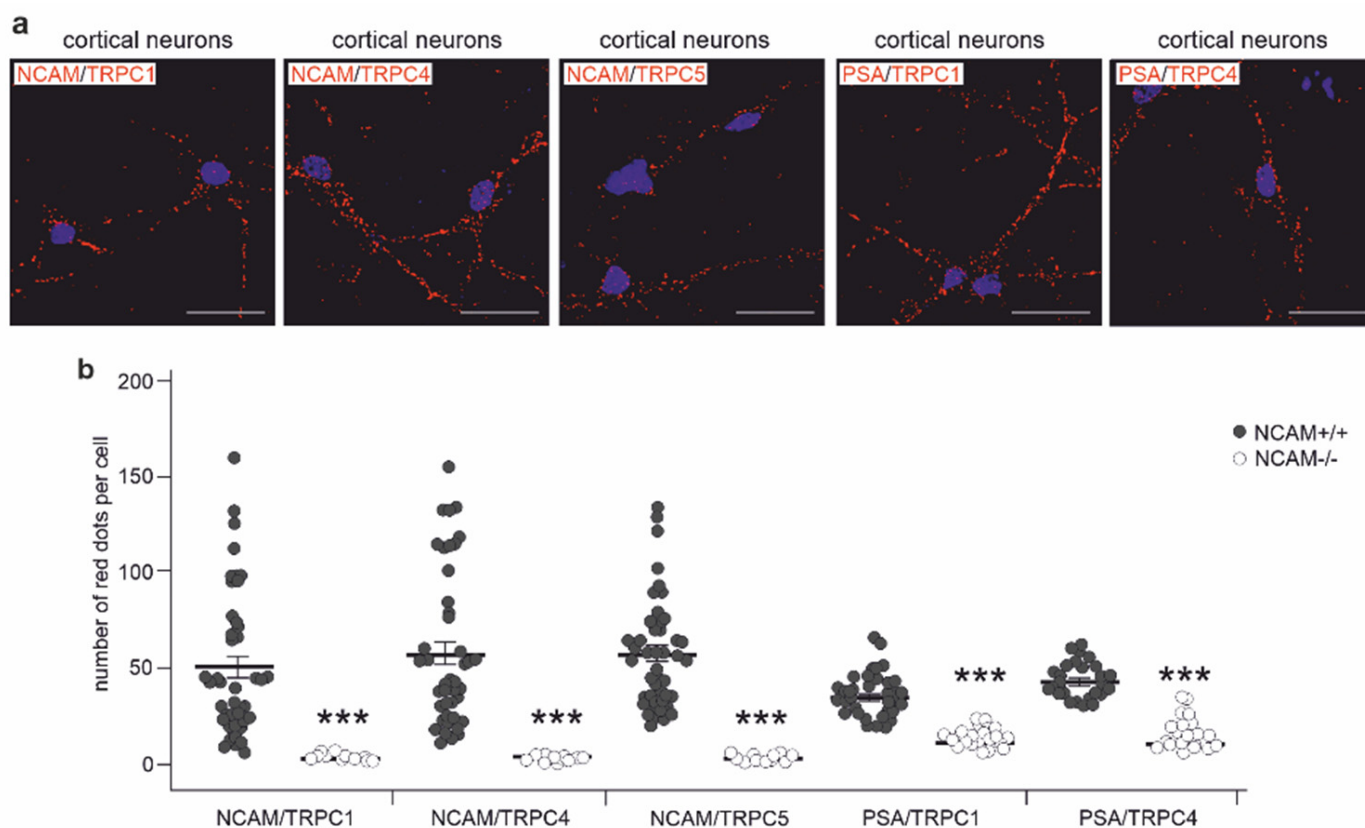 a
cortical neurons cortical neurons cortical neurons cortical neurons cortical neurons
NCAM/TRPC1 NCAM/TRPC4 NCAM/TRPC5 PSA/TRPC1 PSA/TRPC4
b
number of red dots per cell
200
150
100
50
0
NCAM+/+
NCAM-/-
*** *** *** *** ***
NCAM/TRPC1 NCAM/TRPC4 NCAM/TRPC5 PSA/TRPC1 PSA/TRPC4